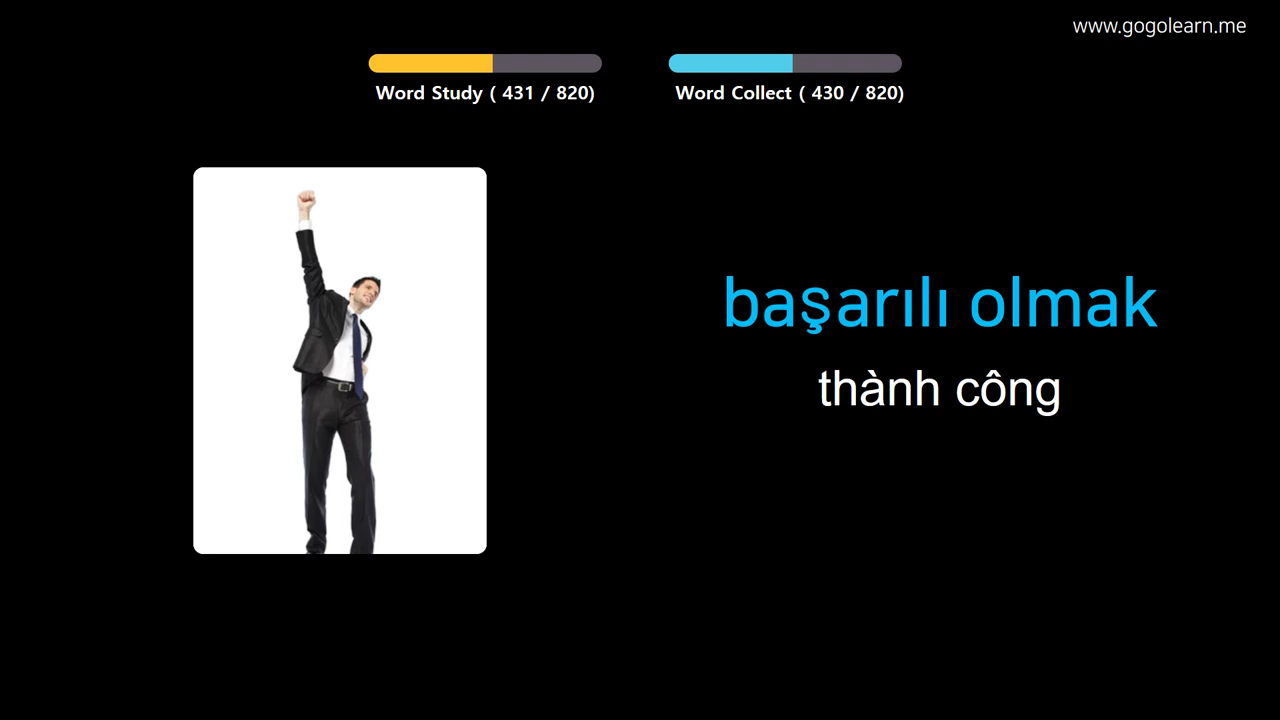 www.gogolearn.me
Word Study ( 431 / 820)
Word Collect ( 430 / 820)
başarılı olmak
thành công